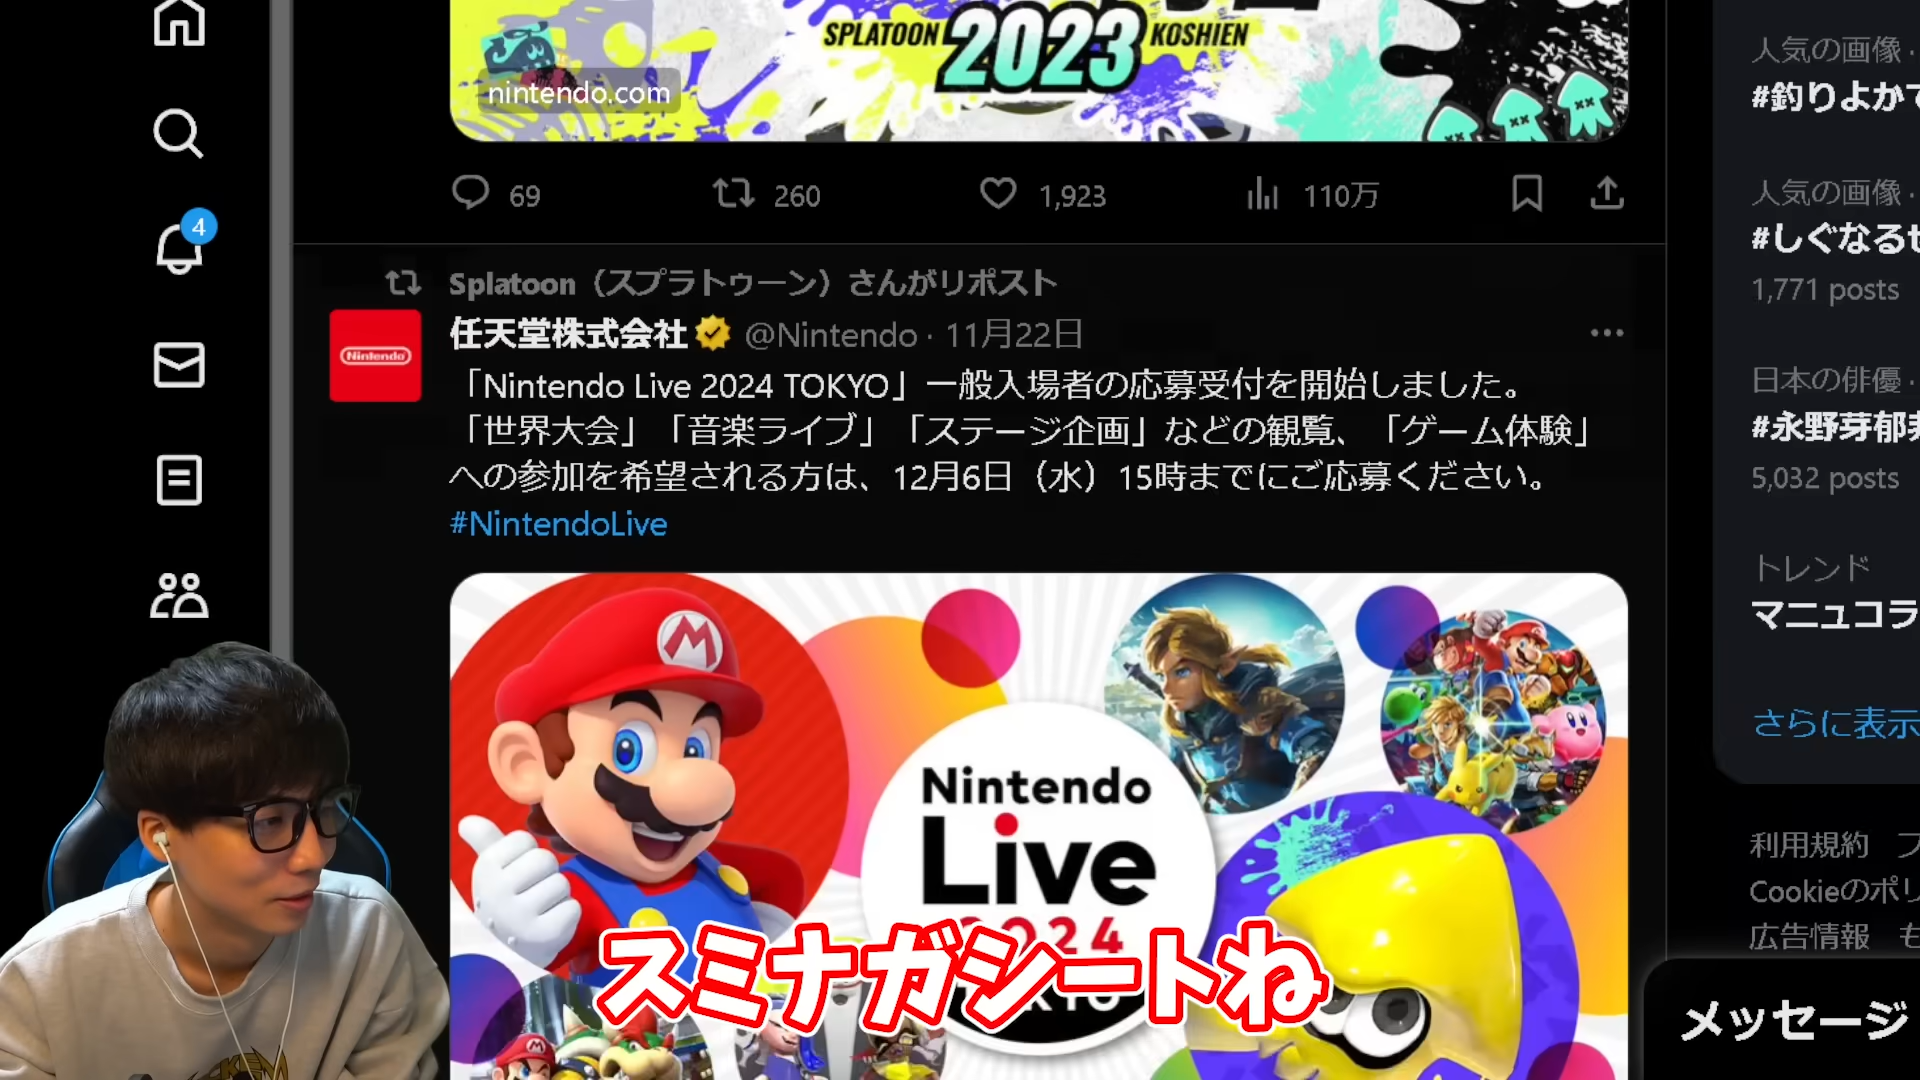 SPLATOON 2023 KOSHIEN
nintendo.com
69 260 1,923 110万
Splatoon（スプラトゥーン）さんがリポスト
任天堂株式会社 @Nintendo · 11月22日
「Nintendo Live 2024 TOKYO」一般入場者の応募受付を開始しました。
「世界大会」「音楽ライブ」「ステージ企画」などの観覧、「ゲーム体験」
への参加を希望される方は、12月6日（水）15時までにご応募ください。
#NintendoLive
Nintendo
Nintendo
Live
2024
スミナガシートね
4
人気の画像 ·
#釣りよかで
人気の画像 ·
#しぐなるせ
1,771 posts
日本の俳優 ·
#永野芽郁
5,032 posts
トレンド
マニュコラ
さらに表示
利用規約
Cookieのポリ
広告情報 も
メッセージ